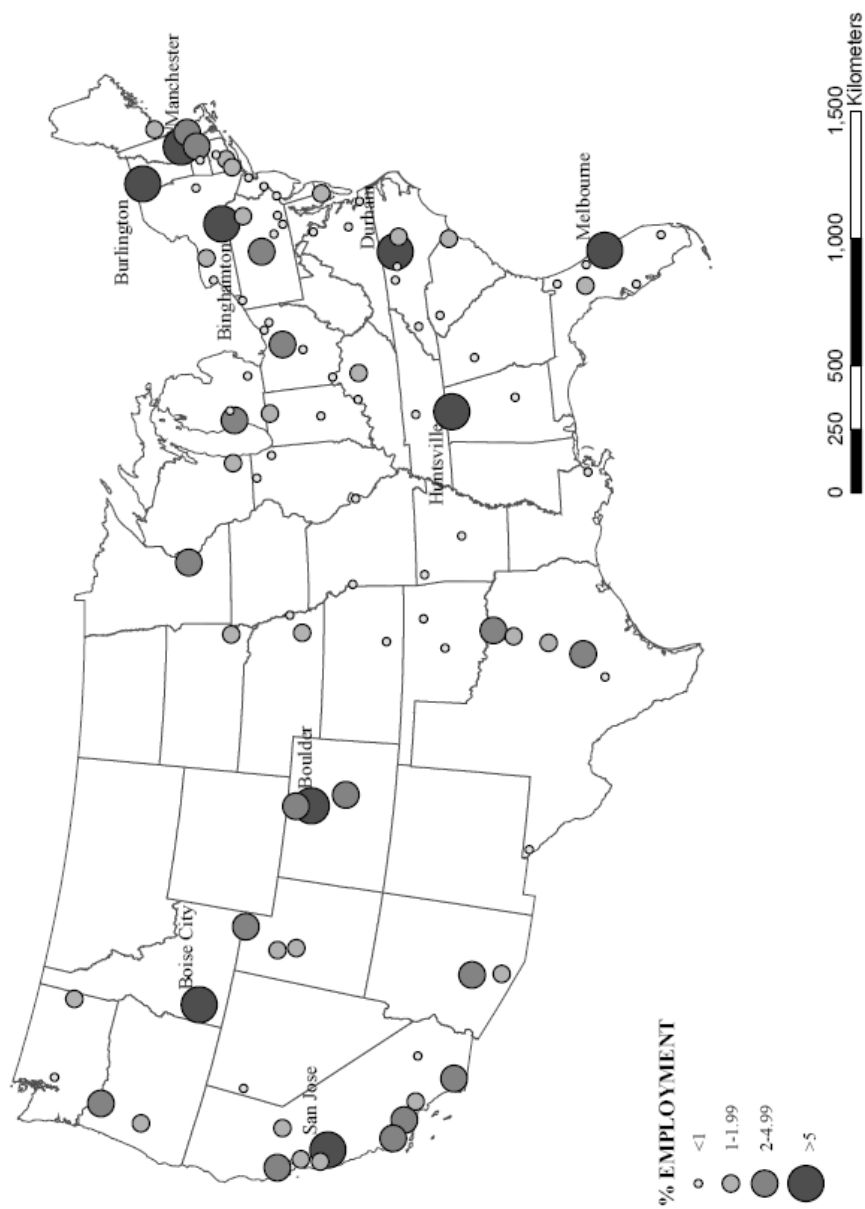 Manchester
Burlington
Binghamton
Durham
Melbourne
Huntsville
Boulder
Boise City
San Jose
% EMPLOYMENT
<1
1-1.99
2-4.99
>5
0 250 500 1,000 1,500
Kilometers